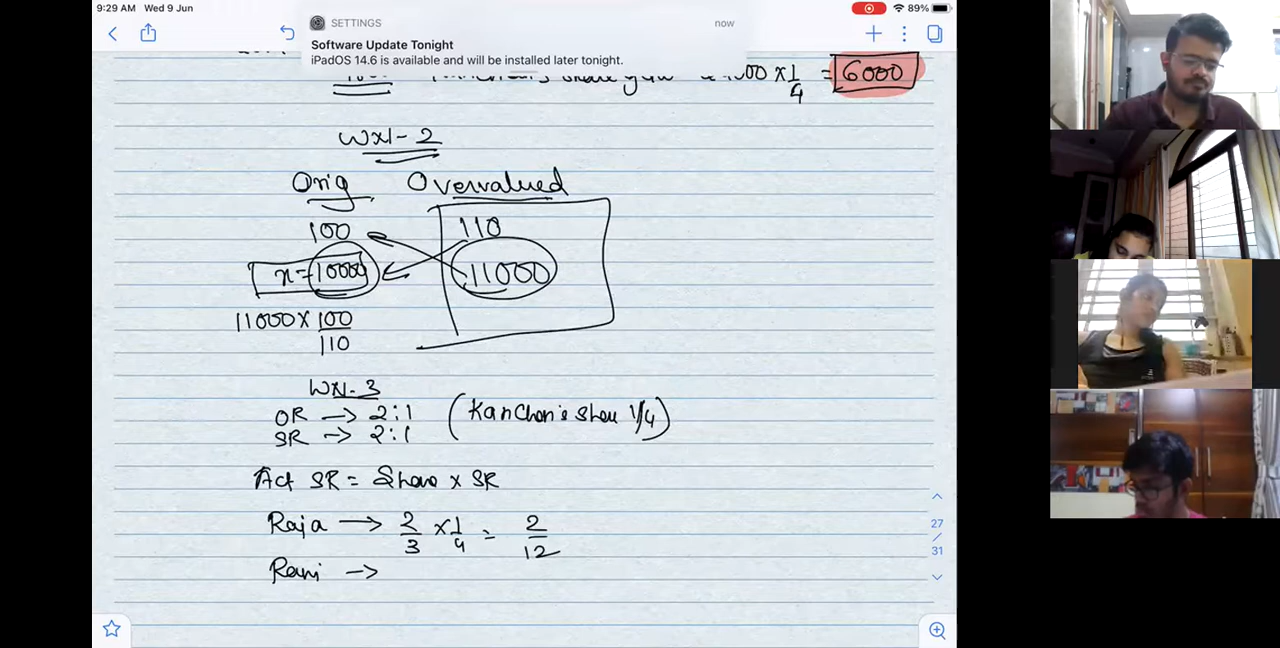 9:29 AM Wed 9 Jun
89%
SETTINGS
now
Software Update Tonight
iPadOS 14.6 is available and will be installed later tonight.
000 × 1/4 = 6000
WN-2
Orig Overvalued
100 110
x = 10000 11000
11000 × 100
110
WN-3
OR → 2:1 (Kanchan's Share 1/4)
SR → 2:1
Act SR = Share × SR
Raja → 2/3 × 1/4 = 2/12
Rani →
27
/
31